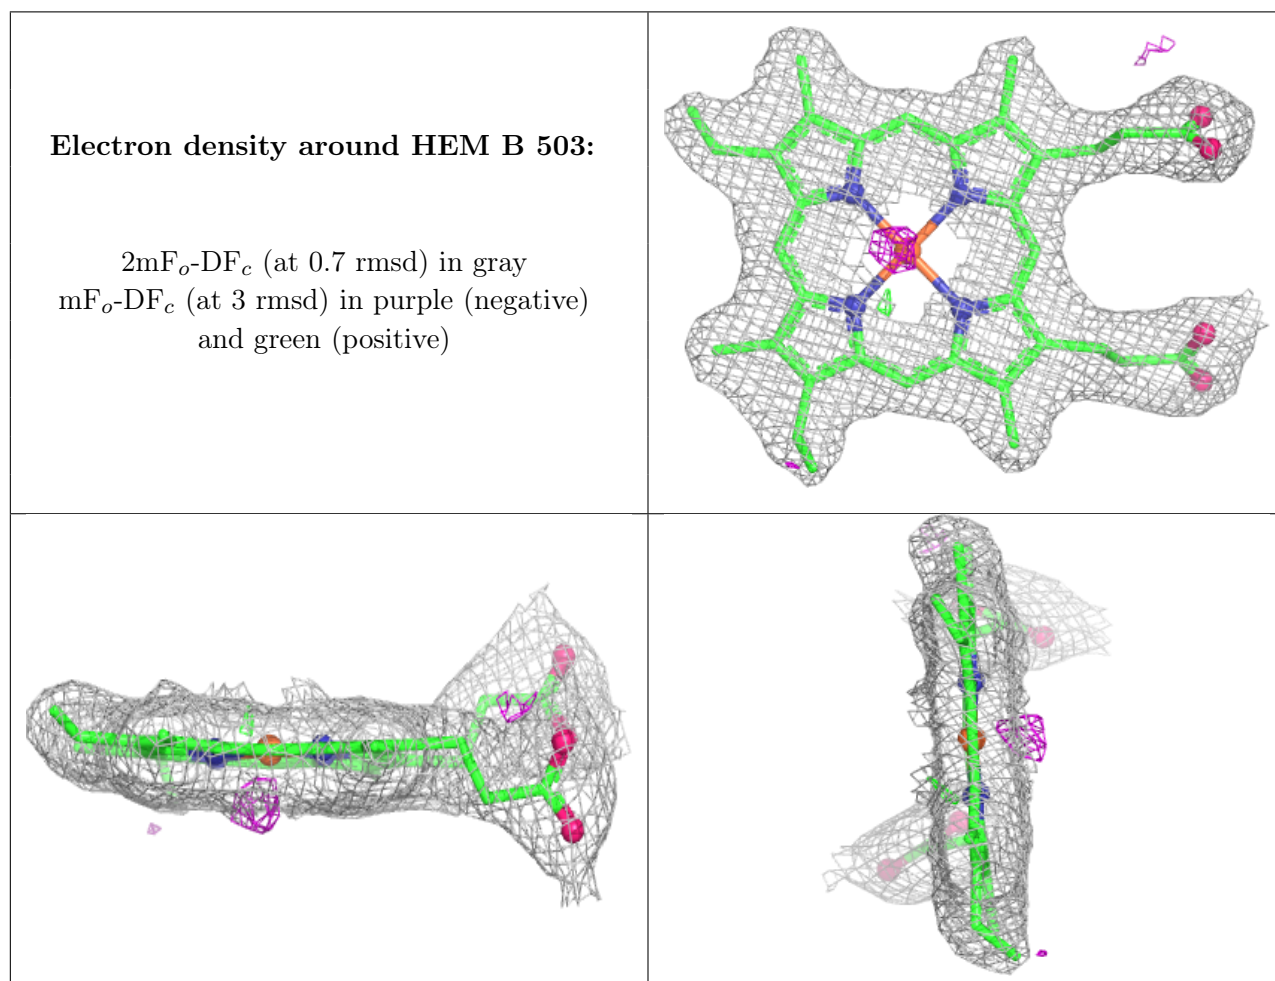 Electron density around HEM B 503:
2mFo-DFc (at 0.7 rmsd) in gray
mFo-DFc (at 3 rmsd) in purple (negative)
and green (positive)